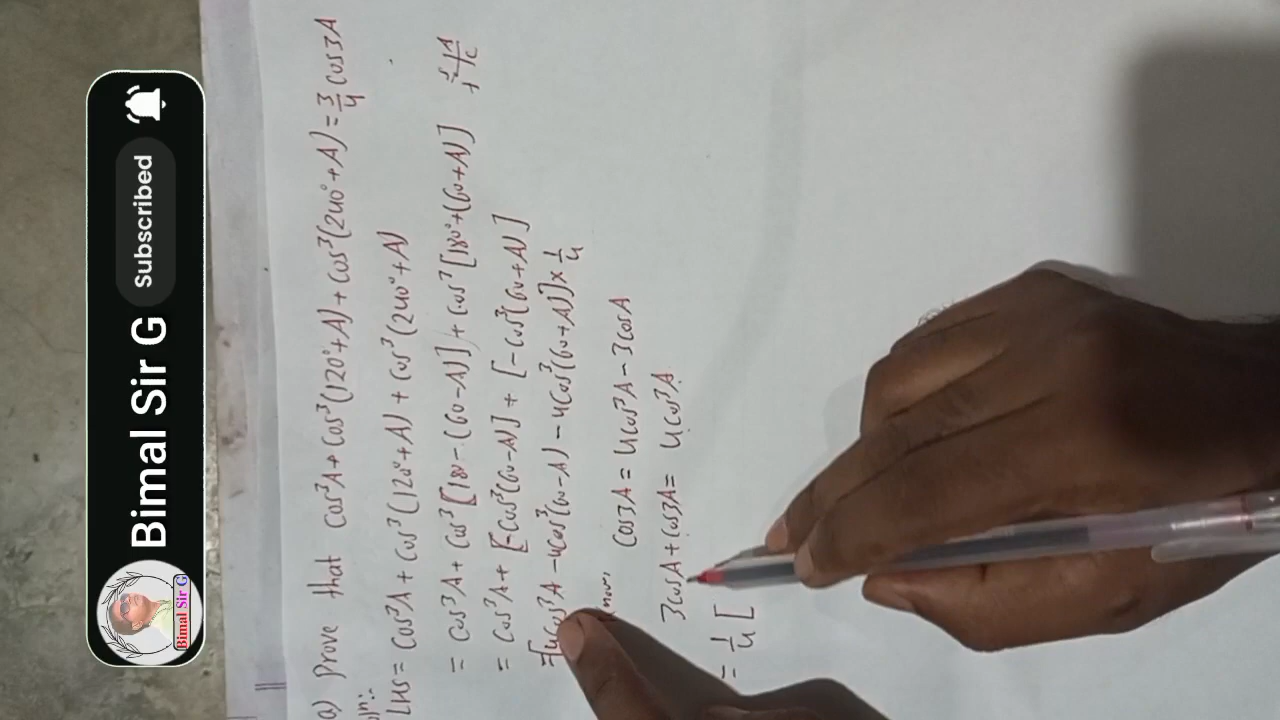 Bimal Sir G
Subscribed
Bimal Sir G
a) Prove that cos³A + cos³(120°+A) + cos³(240°+A) = 3/4 cos3A
solⁿ:
LHS = cos³A + cos³(120°+A) + cos³(240°+A)
= cos³A + cos³[180-(60-A)] + cos³[180°+(60+A)]
= cos³A + [-cos³(60-A)] + [-cos³(60+A)]
=[4cos³A - 4cos³(60-A) - 4cos³(60+A)]× 1/4
cos3A = 4cos³A - 3cosA
3cosA + cos3A = 4cos³A
= 1/4 [